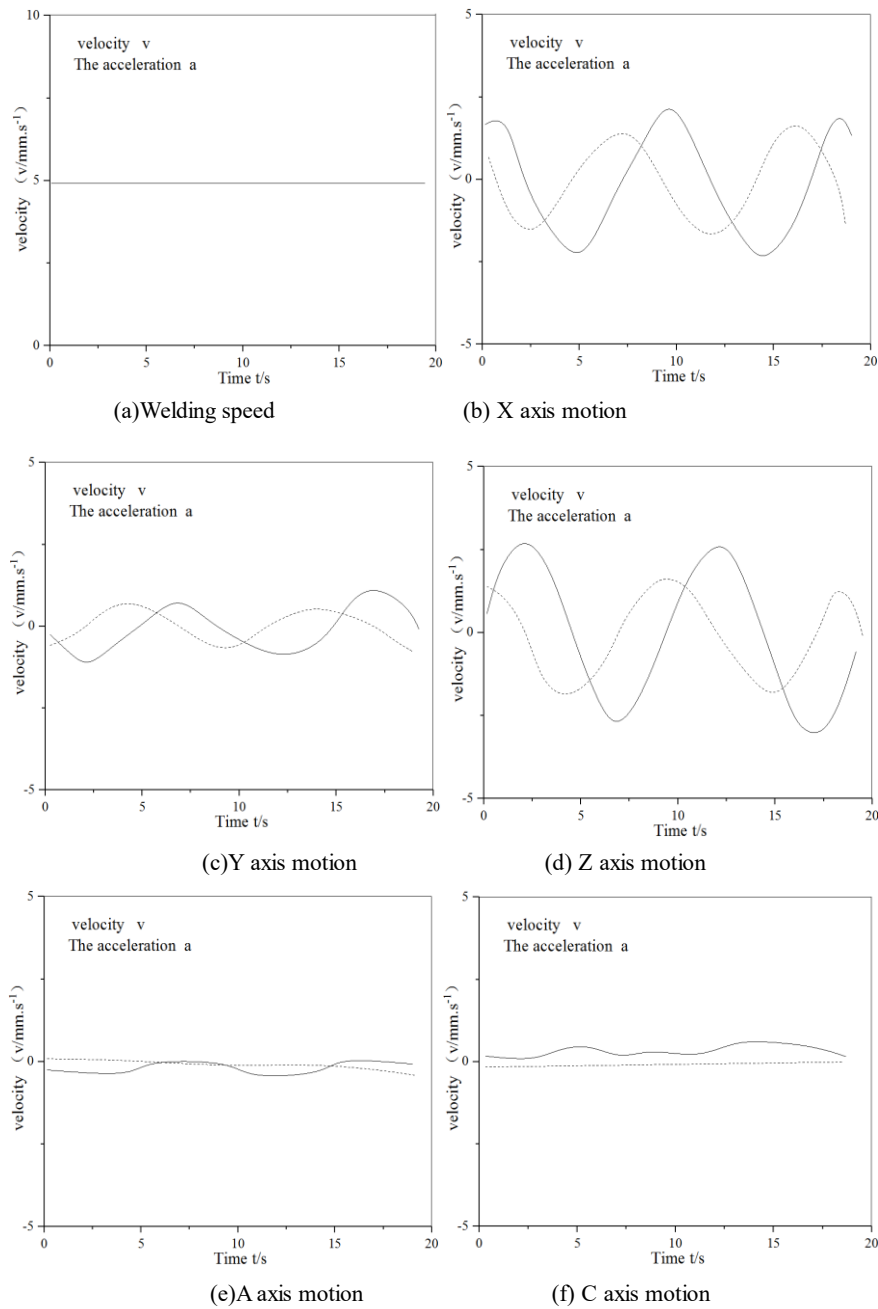 10
velocity v
The acceleration a
5
0
velocity （v/mm.s⁻¹）
0 5 10 15 20
Time t/s
(a)Welding speed
5
velocity v
The acceleration a
0
-5
velocity （v/mm.s⁻¹）
0 5 10 15 20
Time t/s
(b) X axis motion
5
velocity v
The acceleration a
0
-5
velocity （v/mm.s⁻¹）
0 5 10 15 20
Time t/s
(c)Y axis motion
5
velocity v
The acceleration a
0
-5
velocity （v/mm.s⁻¹）
0 5 10 15 20
Time t/s
(d) Z axis motion
5
velocity v
The acceleration a
0
-5
velocity （v/mm.s⁻¹）
0 5 10 15 20
Time t/s
(e)A axis motion
5
velocity v
The acceleration a
0
-5
velocity （v/mm.s⁻¹）
0 5 10 15 20
Time t/s
(f) C axis motion